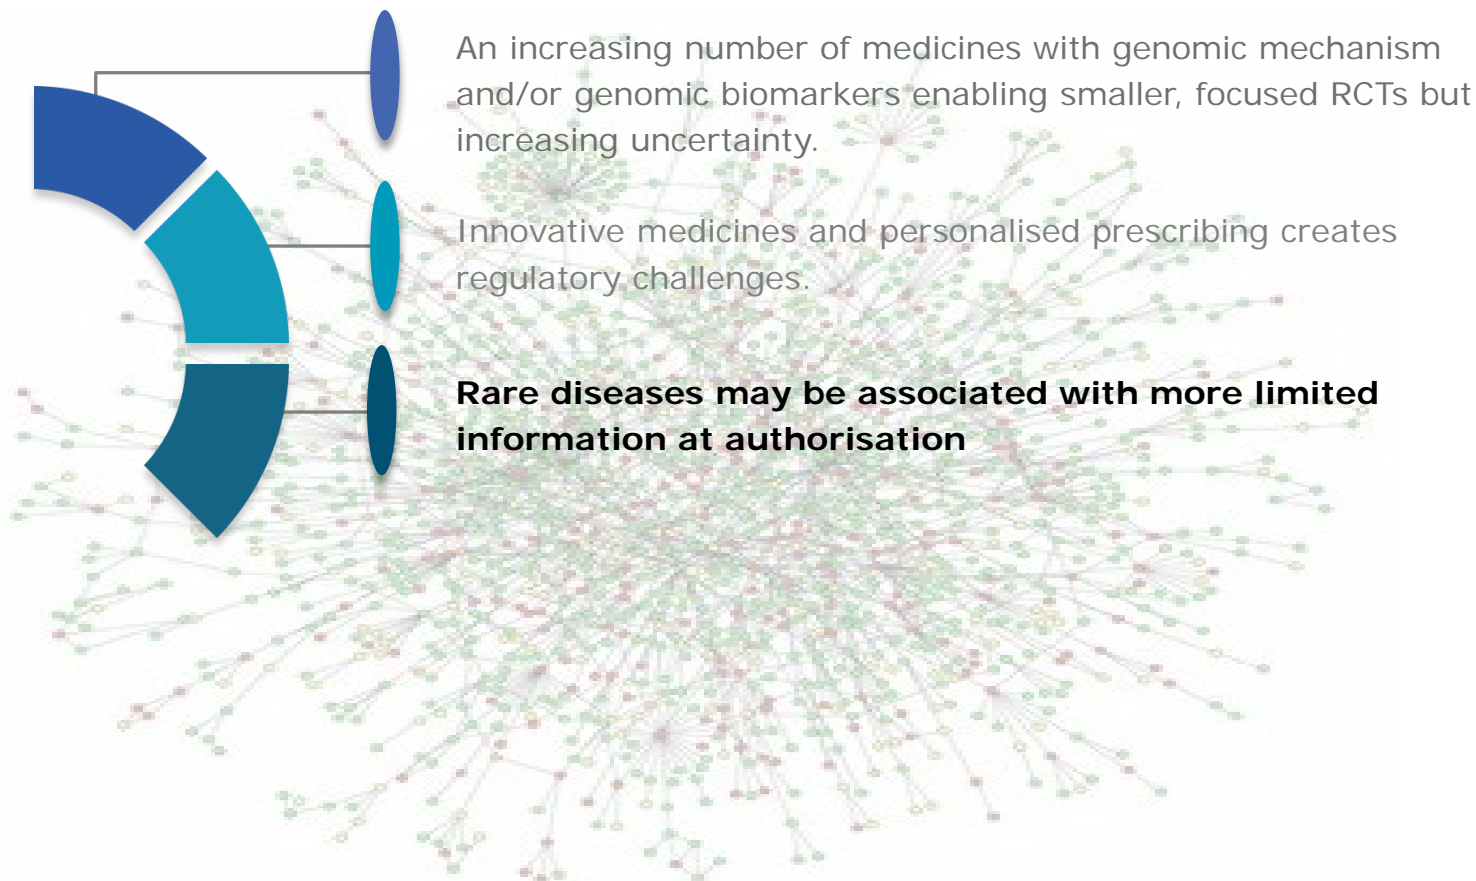 An increasing number of medicines with genomic mechanism
and/or genomic biomarkers enabling smaller, focused RCTs but
increasing uncertainty.
Innovative medicines and personalised prescribing creates
regulatory challenges.
Rare diseases may be associated with more limited
information at authorisation